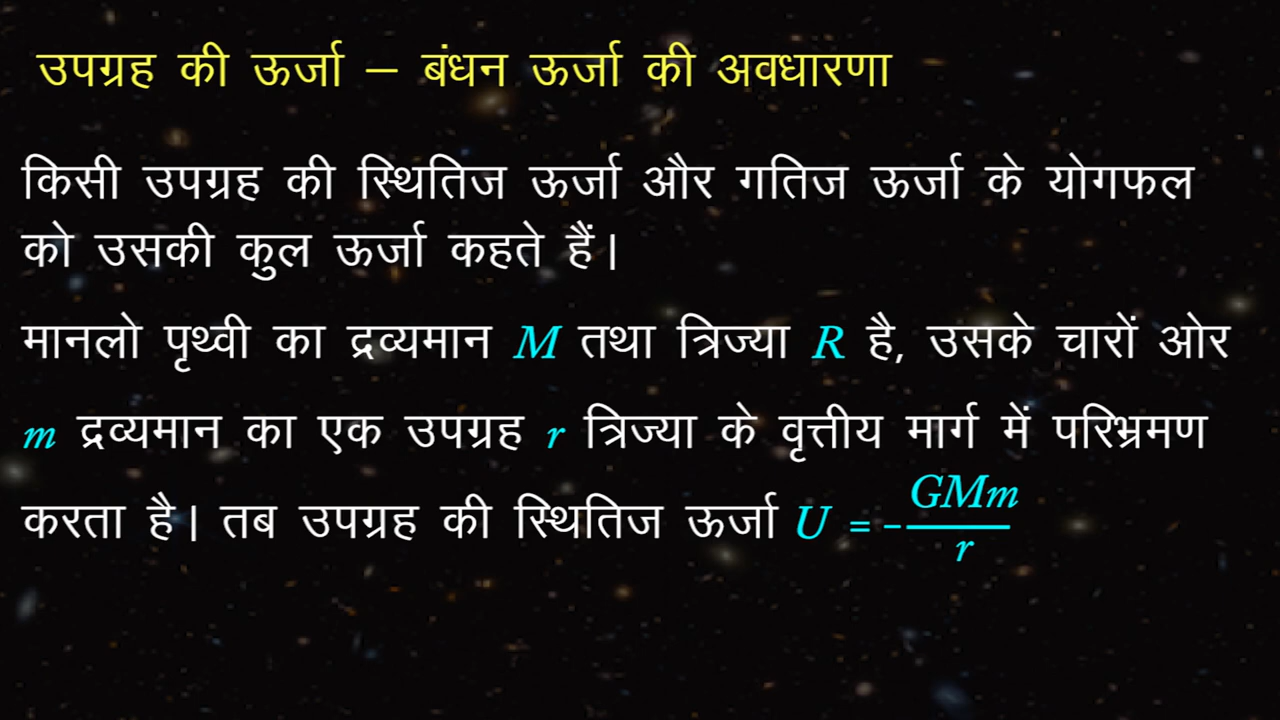 उपग्रह की ऊर्जा – बंधन ऊर्जा की अवधारणा
किसी उपग्रह की स्थितिज ऊर्जा और गतिज ऊर्जा के योगफल
को उसकी कुल ऊर्जा कहते हैं।
मानलो पृथ्वी का द्रव्यमान M तथा त्रिज्या R है, उसके चारों ओर
m द्रव्यमान का एक उपग्रह r त्रिज्या के वृत्तीय मार्ग में परिभ्रमण
करता है। तब उपग्रह की स्थितिज ऊर्जा U = -GMm/r